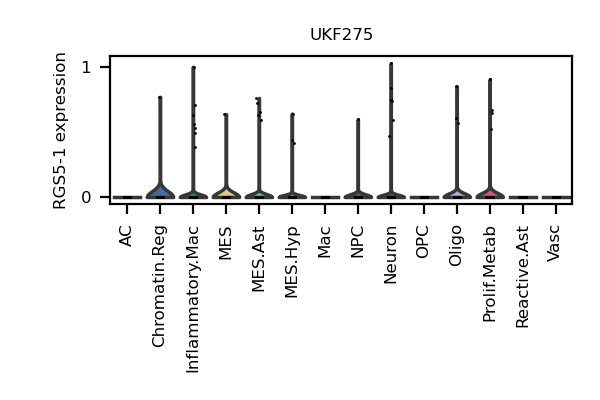 UKF275
RGS5-1 expression
1
0
AC
Chromatin.Reg
Inflammatory.Mac
MES
MES.Ast
MES.Hyp
Mac
NPC
Neuron
OPC
Oligo
Prolif.Metab
Reactive.Ast
Vasc